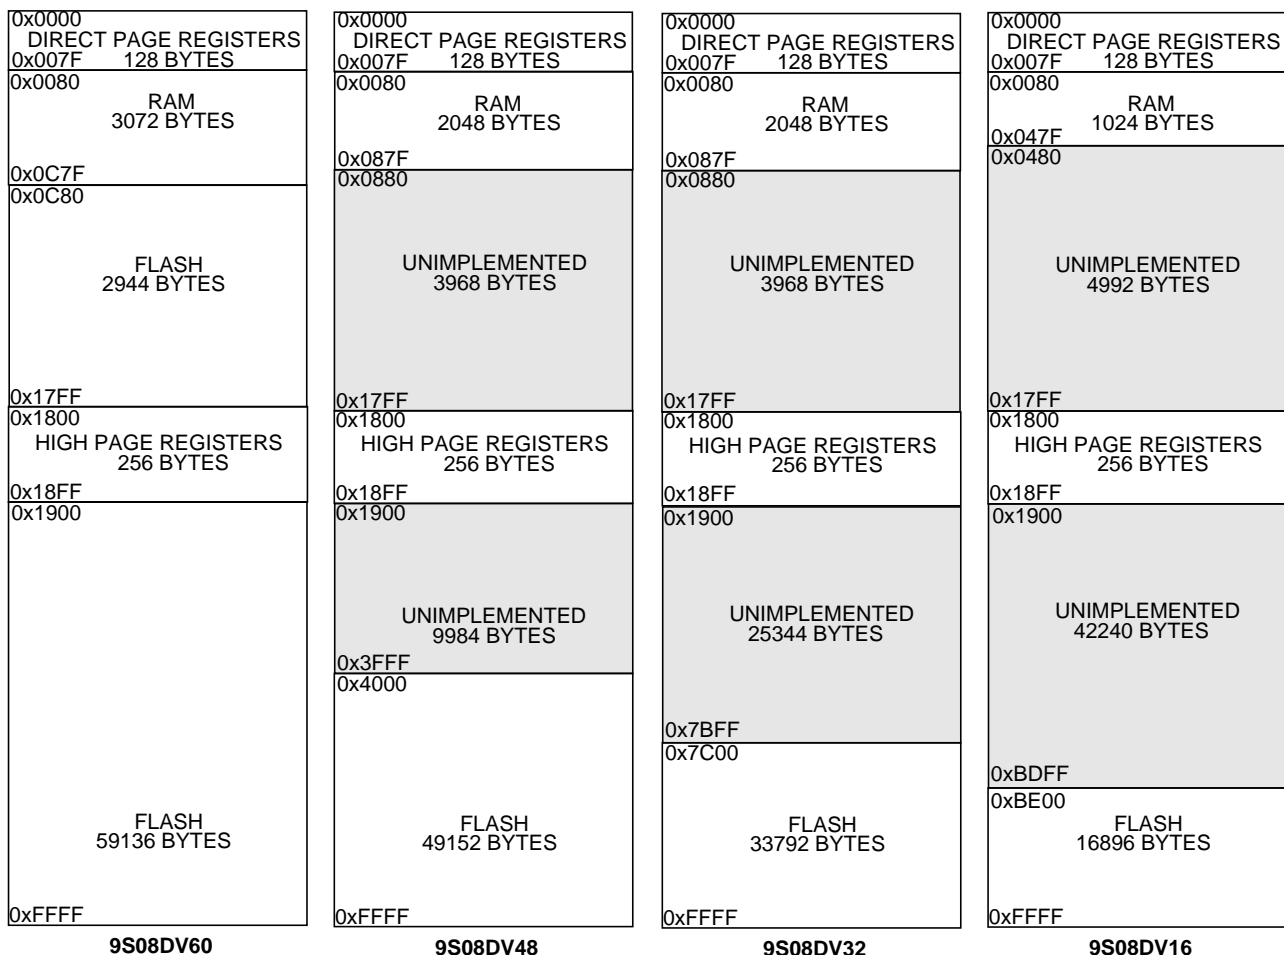 0x0000
DIRECT PAGE REGISTERS
0x007F 128 BYTES
0x0080
RAM
3072 BYTES
0x0C7F
0x0C80
FLASH
2944 BYTES
0x17FF
0x1800
HIGH PAGE REGISTERS
256 BYTES
0x18FF
0x1900
FLASH
59136 BYTES
0xFFFF
9S08DV60
0x0000
DIRECT PAGE REGISTERS
0x007F 128 BYTES
0x0080
RAM
2048 BYTES
0x087F
0x0880
UNIMPLEMENTED
3968 BYTES
0x17FF
0x1800
HIGH PAGE REGISTERS
256 BYTES
0x18FF
0x1900
UNIMPLEMENTED
9984 BYTES
0x3FFF
0x4000
FLASH
49152 BYTES
0xFFFF
9S08DV48
0x0000
DIRECT PAGE REGISTERS
0x007F 128 BYTES
0x0080
RAM
2048 BYTES
0x087F
0x0880
UNIMPLEMENTED
3968 BYTES
0x17FF
0x1800
HIGH PAGE REGISTERS
256 BYTES
0x18FF
0x1900
UNIMPLEMENTED
25344 BYTES
0x7BFF
0x7C00
FLASH
33792 BYTES
0xFFFF
9S08DV32
0x0000
DIRECT PAGE REGISTERS
0x007F 128 BYTES
0x0080
RAM
1024 BYTES
0x047F
0x0480
UNIMPLEMENTED
4992 BYTES
0x17FF
0x1800
HIGH PAGE REGISTERS
256 BYTES
0x18FF
0x1900
UNIMPLEMENTED
42240 BYTES
0xBDFF
0xBE00
FLASH
16896 BYTES
0xFFFF
9S08DV16